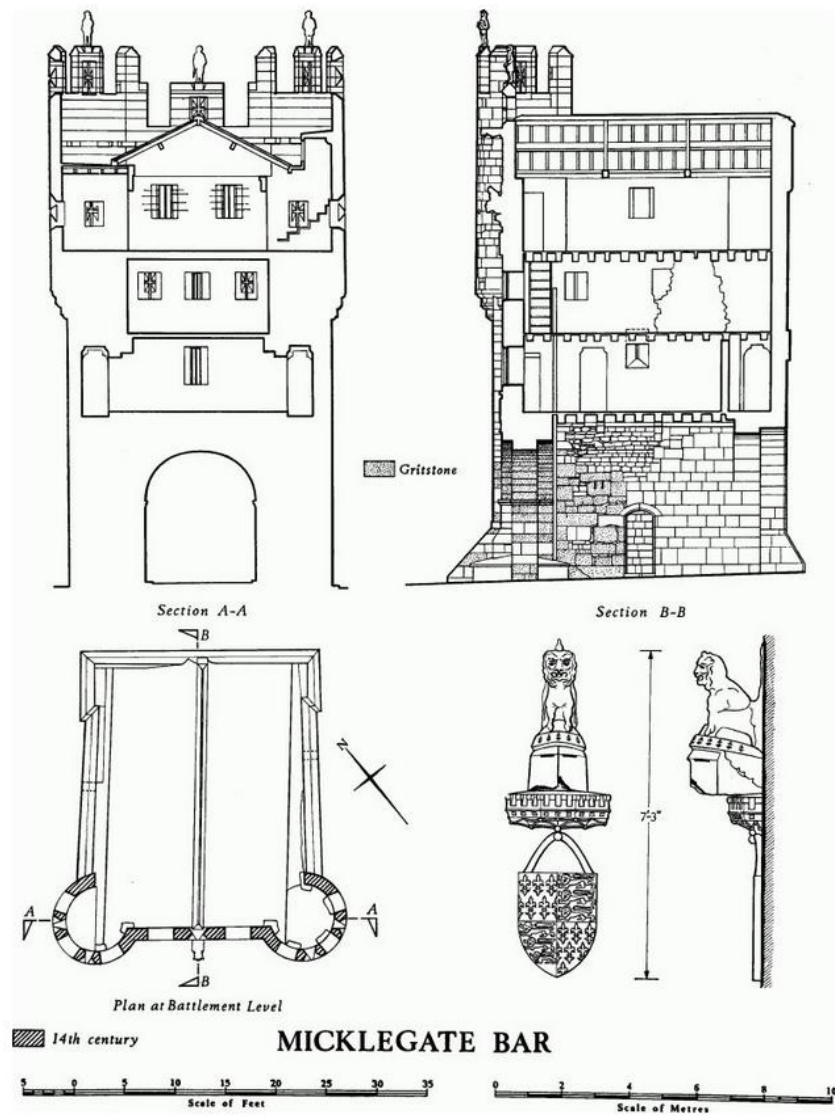 Gritstone
Section A-A
Section B-B
B
N
A
A
B
7'-3"
Plan at Battlement Level
14th century
MICKLEGATE BAR
5 0 5 10 15 20 25 30 35
Scale of Feet
0 2 4 6 8 10
Scale of Metres